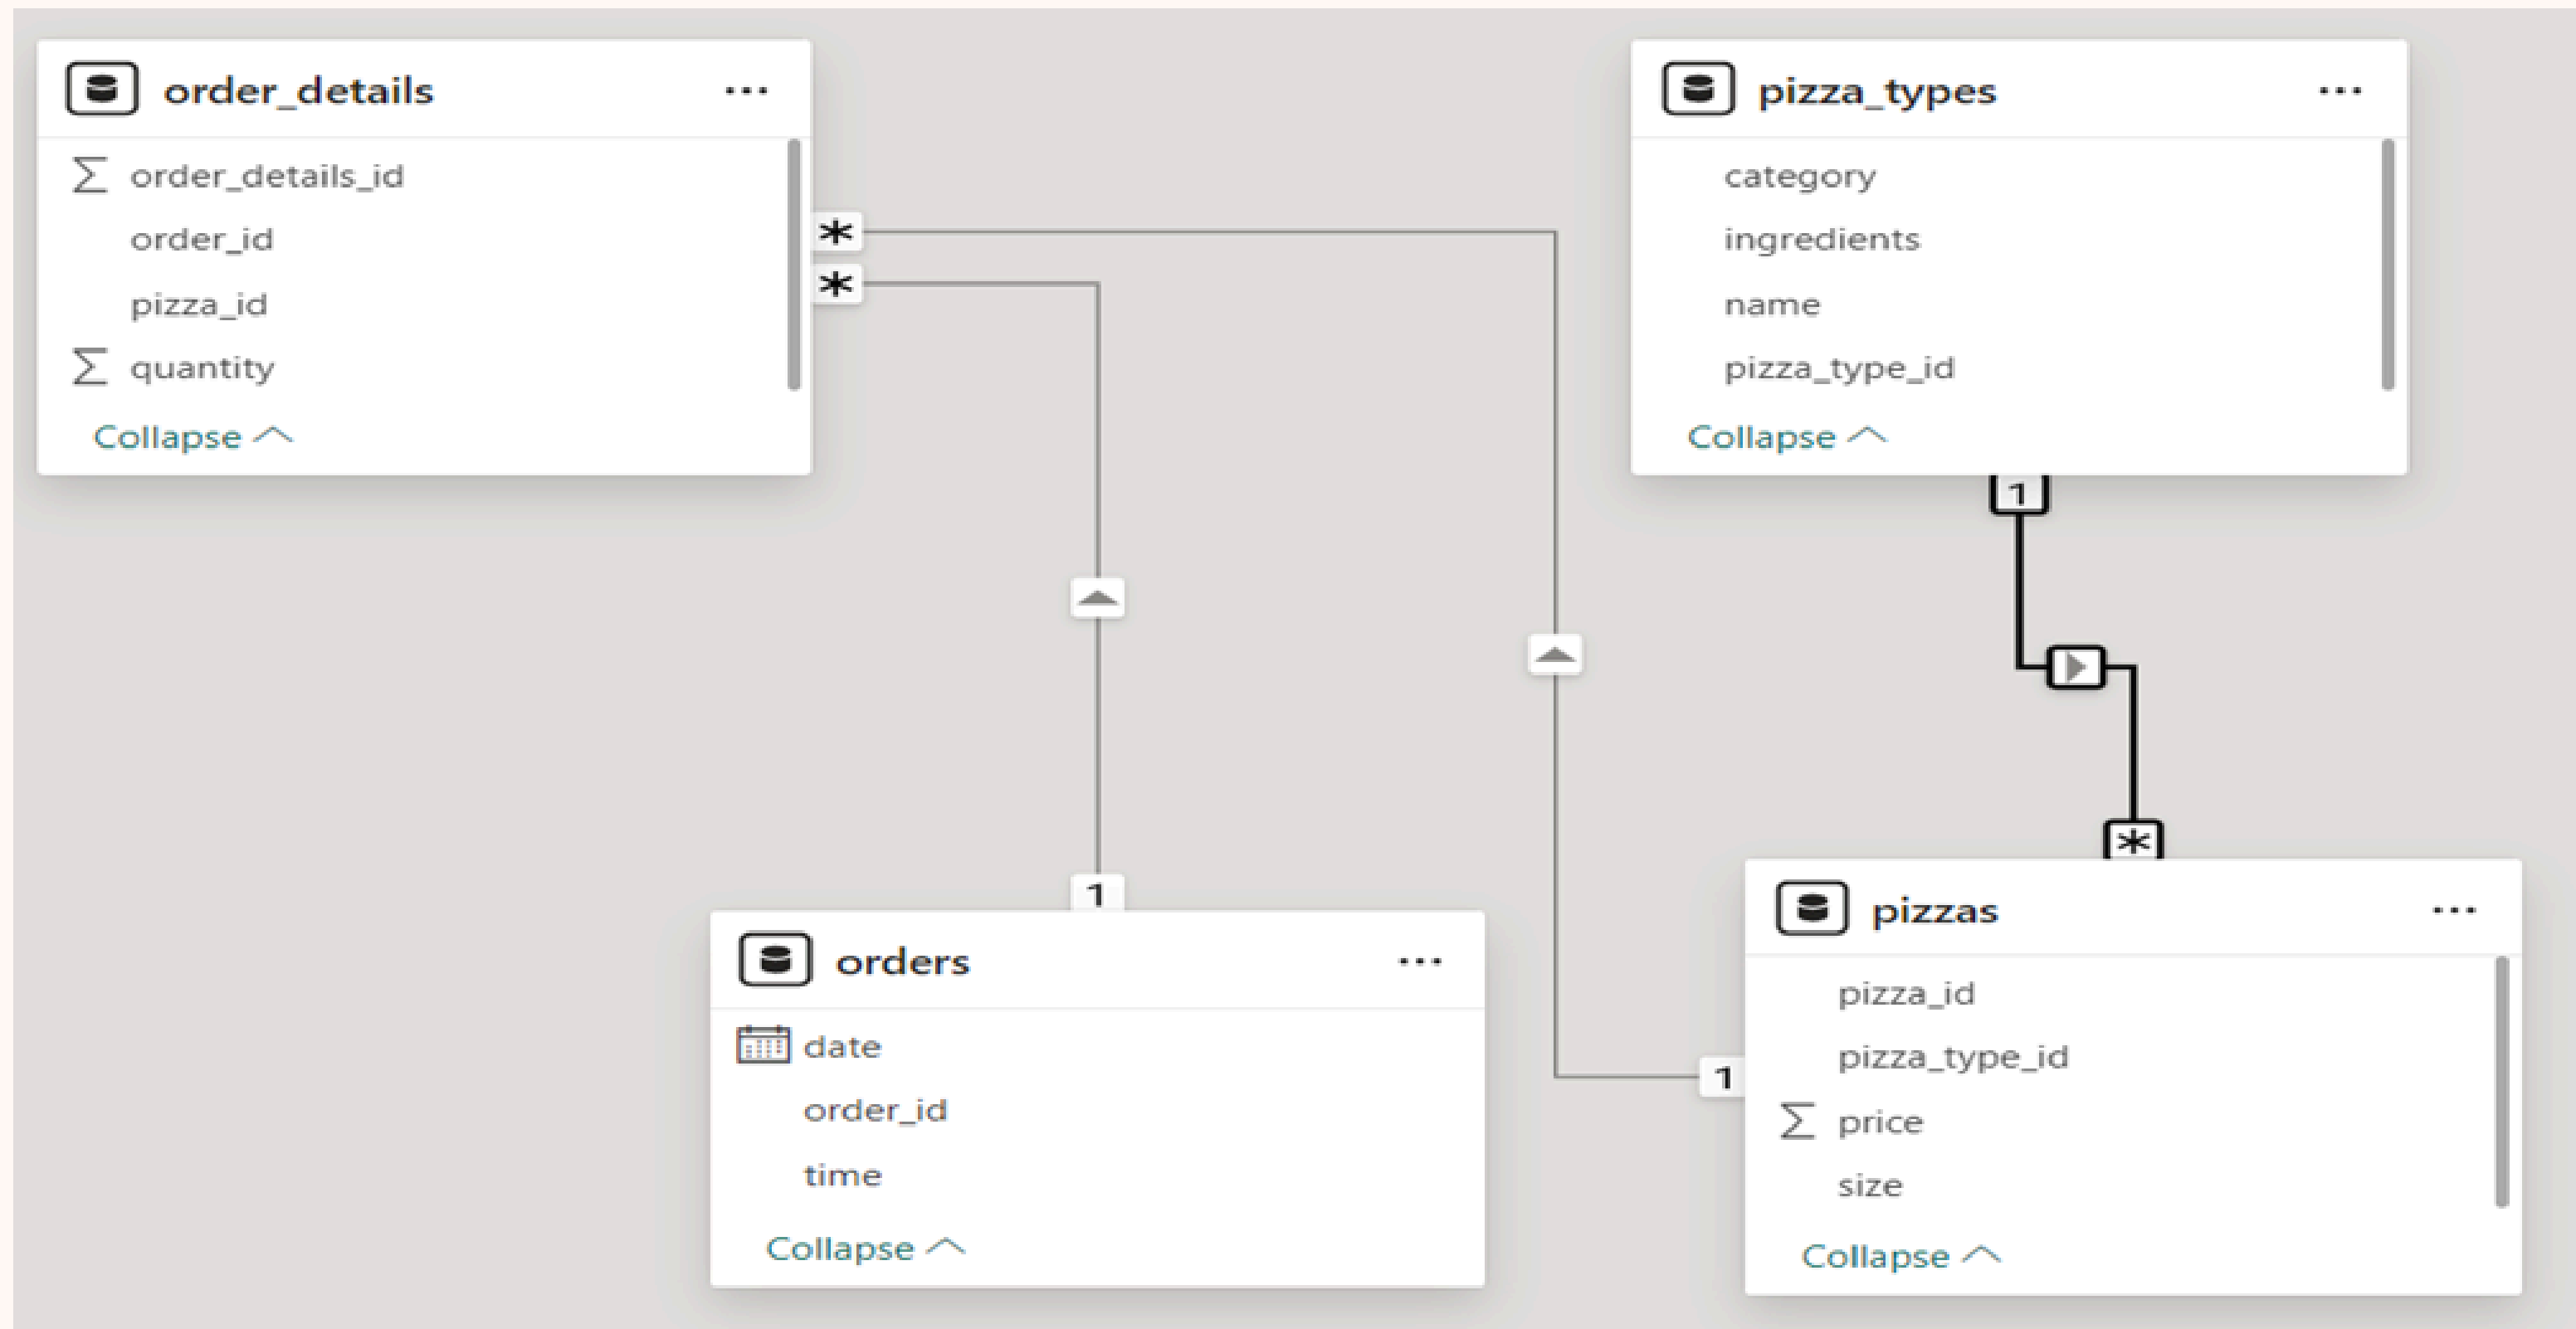 order_details
order_details_id
order_id
pizza_id
quantity
Collapse
*
*
pizza_types
category
ingredients
name
pizza_type_id
Collapse
1
*
1
orders
date
order_id
time
Collapse
1
pizzas
pizza_id
pizza_type_id
price
size
Collapse